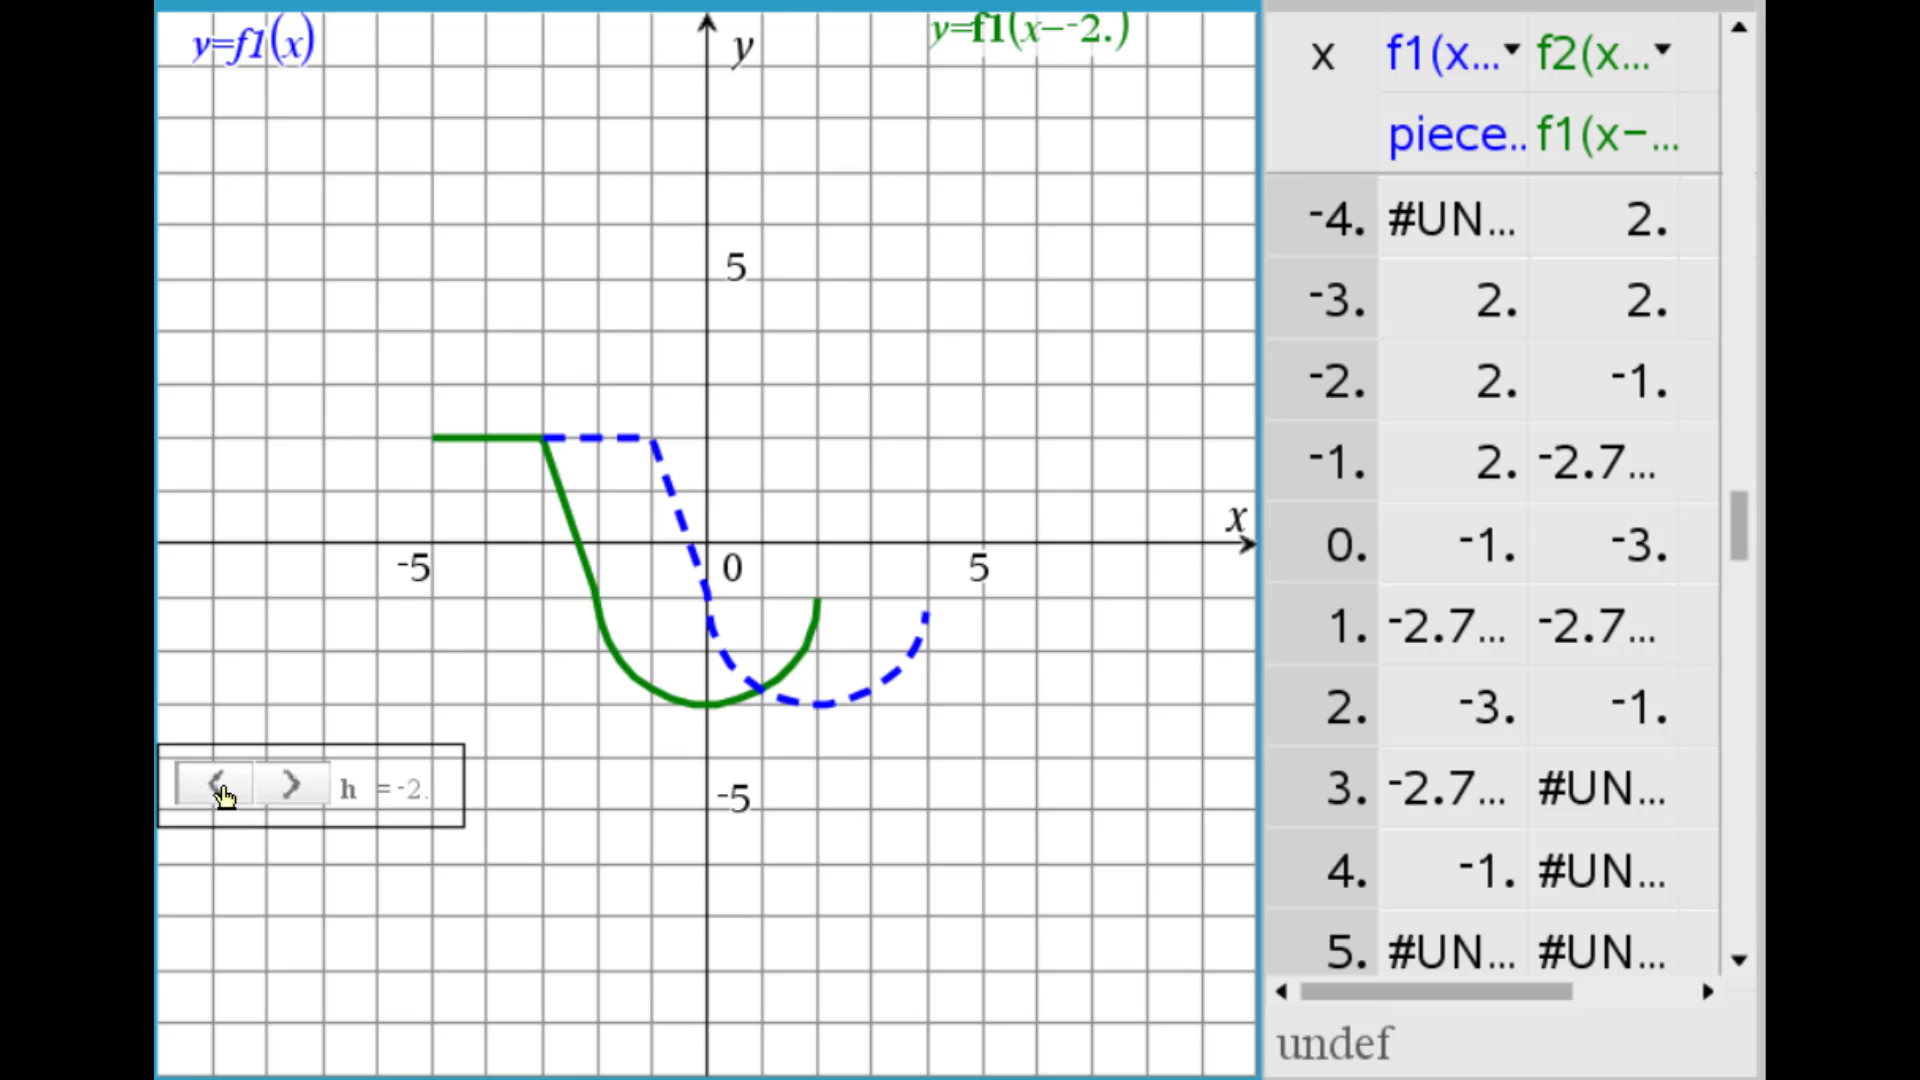 y=f1(x)
y
y=f1(x−-2.)
5
x
-5
0
5
-5
h =-2.
x f1(x... f2(x...
piece.. f1(x−...
-4. #UN... 2.
-3. 2. 2.
-2. 2. -1.
-1. 2. -2.7...
0. -1. -3.
1. -2.7... -2.7...
2. -3. -1.
3. -2.7... #UN...
4. -1. #UN...
5. #UN... #UN...
undef